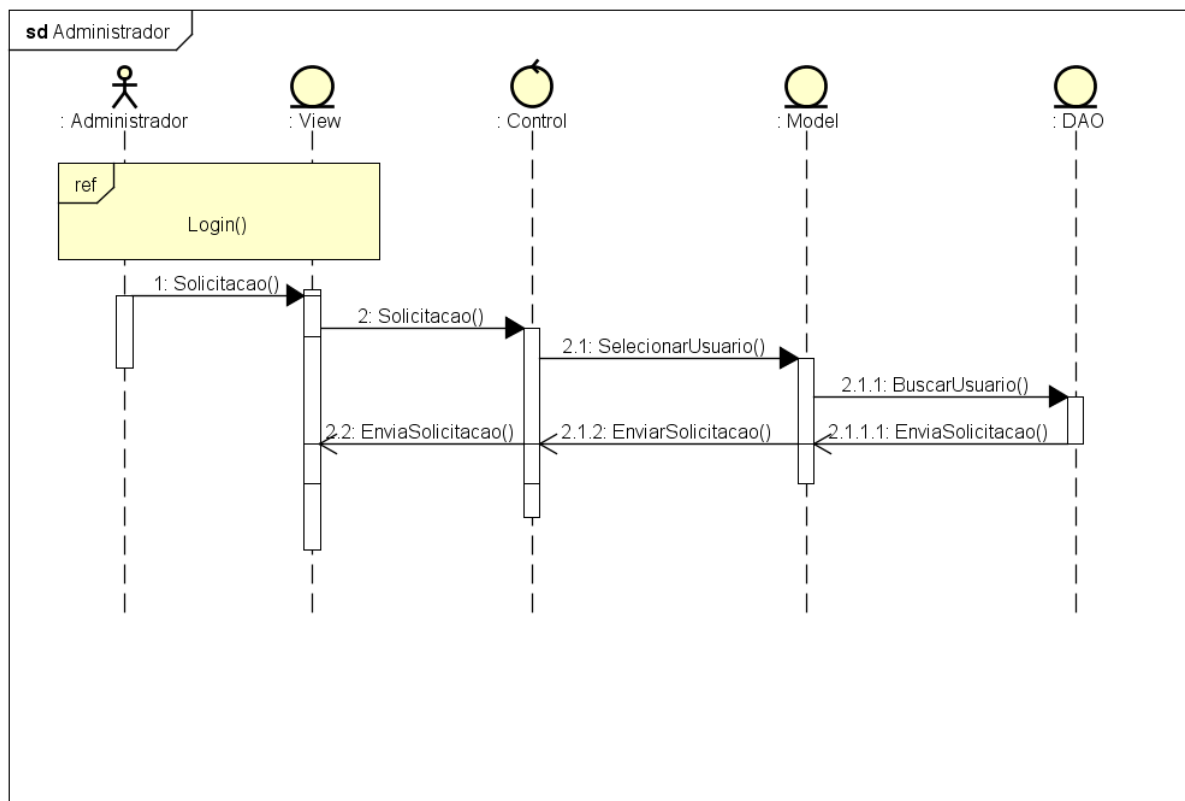 sd Administrador
: Administrador
: View
: Control
: Model
: DAO
ref
Login()
1: Solicitacao()
2: Solicitacao()
2.1: SelecionarUsuario()
2.1.1: BuscarUsuario()
2.2: EnviaSolicitacao()
2.1.2: EnviarSolicitacao()
2.1.1.1: EnviaSolicitacao()